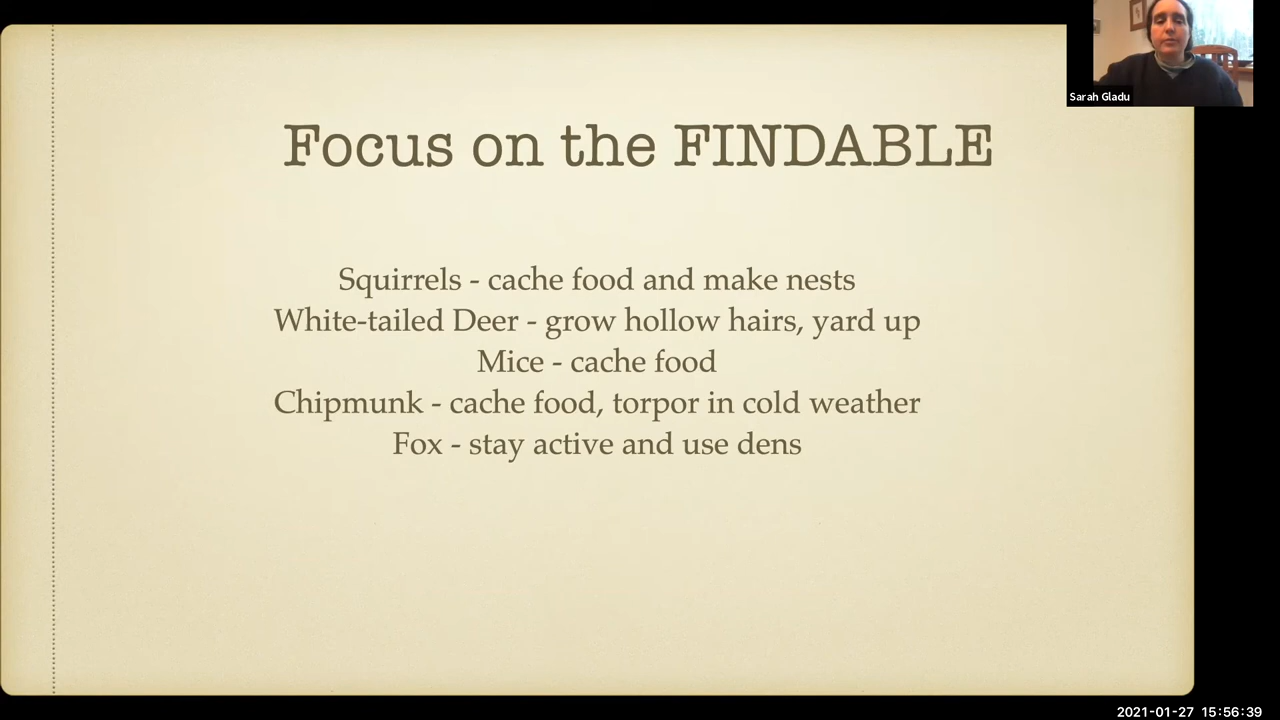 Sarah Gladu
Focus on the FINDABLE
Squirrels - cache food and make nests
White-tailed Deer - grow hollow hairs, yard up
Mice - cache food
Chipmunk - cache food, torpor in cold weather
Fox - stay active and use dens
2021-01-27 15:56:39